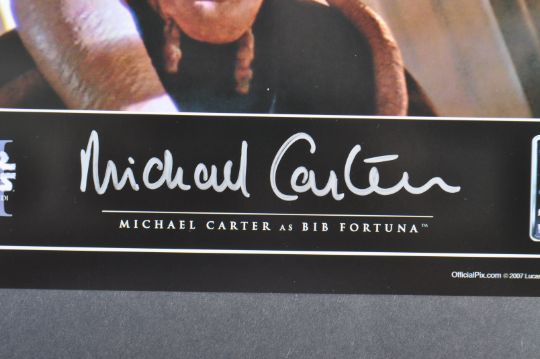 Michael Carter
MICHAEL CARTER AS BIB FORTUNA™
OfficialPix.com © 2007 Lucas